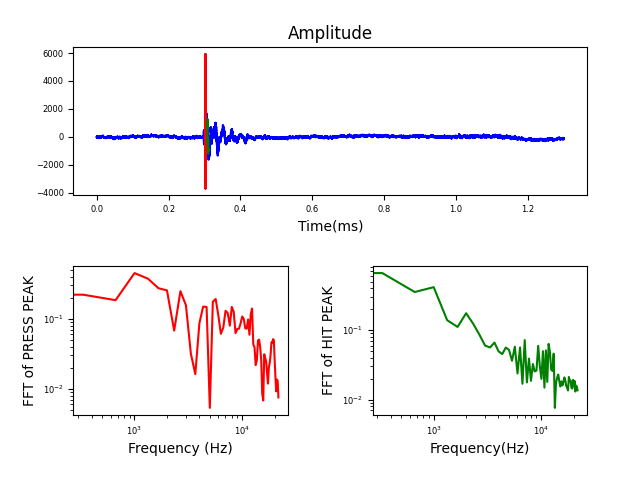 Amplitude
6000
4000
2000
0
−2000
−4000
0.0 0.2 0.4 0.6 0.8 1.0 1.2
Time(ms)
FFT of PRESS PEAK
10⁻¹
10⁻²
10³ 10⁴
Frequency (Hz)
FFT of HIT PEAK
10⁻¹
10⁻²
10³ 10⁴
Frequency(Hz)